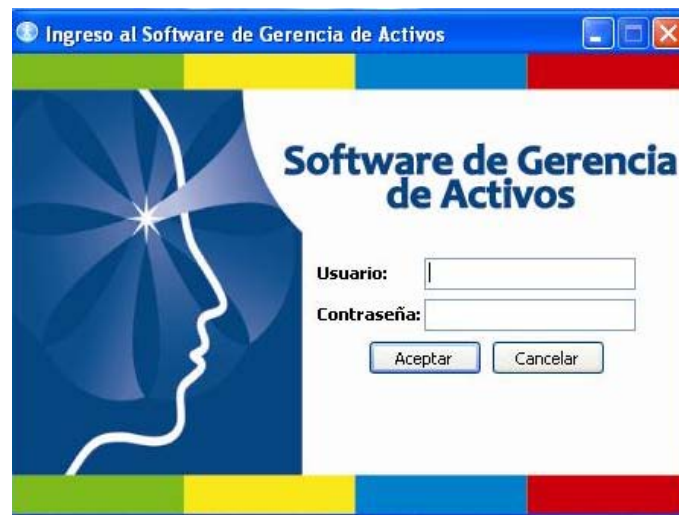 Ingreso al Software de Gerencia de Activos
Software de Gerencia
de Activos
Usuario:
Contraseña:
Aceptar Cancelar